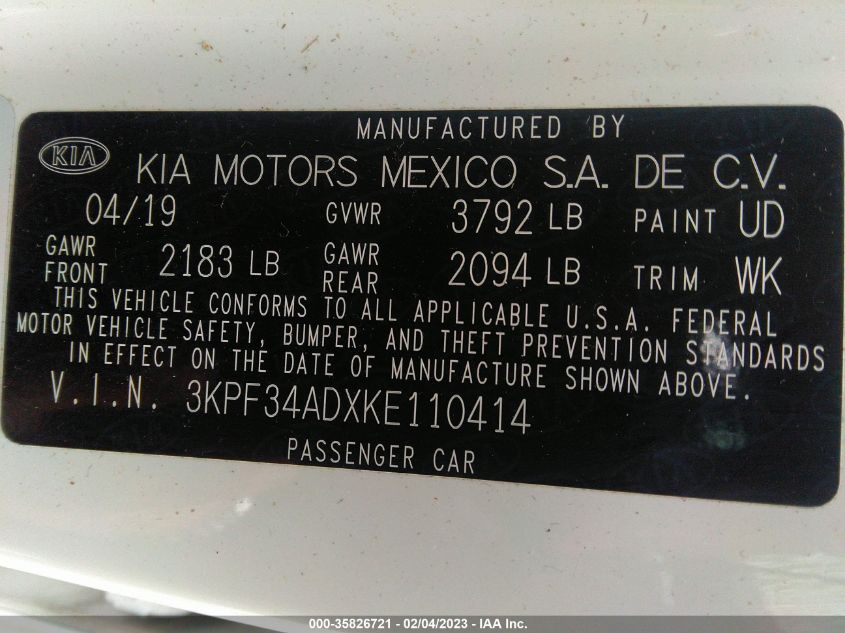 MANUFACTURED BY
KIA KIA MOTORS MEXICO S.A. DE C.V.
04/19 GVWR 3792 LB PAINT UD
GAWR FRONT 2183 LB GAWR REAR 2094 LB TRIM WK
THIS VEHICLE CONFORMS TO ALL APPLICABLE U.S.A. FEDERAL
MOTOR VEHICLE SAFETY, BUMPER, AND THEFT PREVENTION STANDARDS
IN EFFECT ON THE DATE OF MANUFACTURE SHOWN ABOVE.
V.I.N. 3KPF34ADXKE110414
PASSENGER CAR
000-35826721 - 02/04/2023 - IAA Inc.